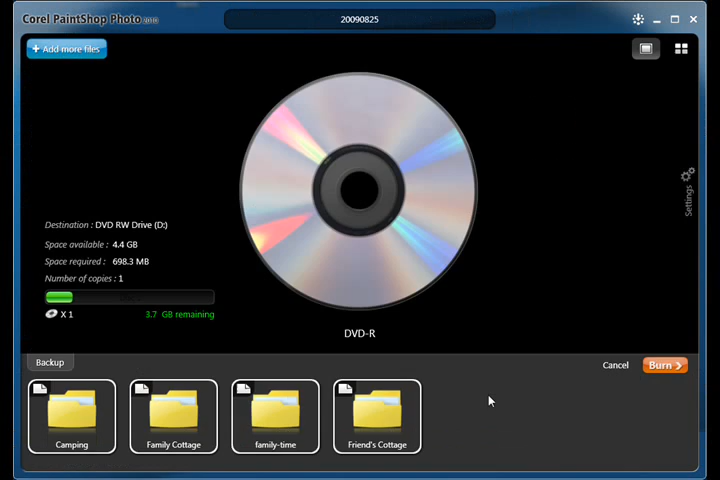 Corel PaintShop Photo 2010
20090825
+ Add more files
Settings
Destination : DVD RW Drive (D:)
Space available : 4.4 GB
Space required : 698.3 MB
Number of copies : 1
X 1
3.7 GB remaining
DVD-R
Backup
Cancel
Burn
Camping
Family Cottage
family-time
Friend's Cottage